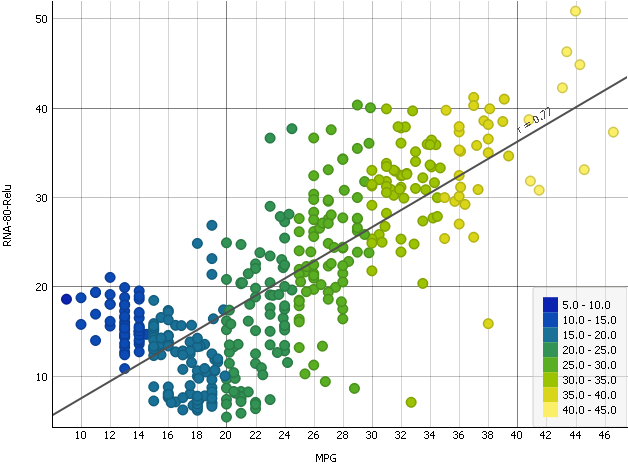 50
40
30
20
10
RNA-80-Relu
r = 0.77
5.0 - 10.0
10.0 - 15.0
15.0 - 20.0
20.0 - 25.0
25.0 - 30.0
30.0 - 35.0
35.0 - 40.0
40.0 - 45.0
10 12 14 16 18 20 22 24 26 28 30 32 34 36 38 40 42 44 46
MPG